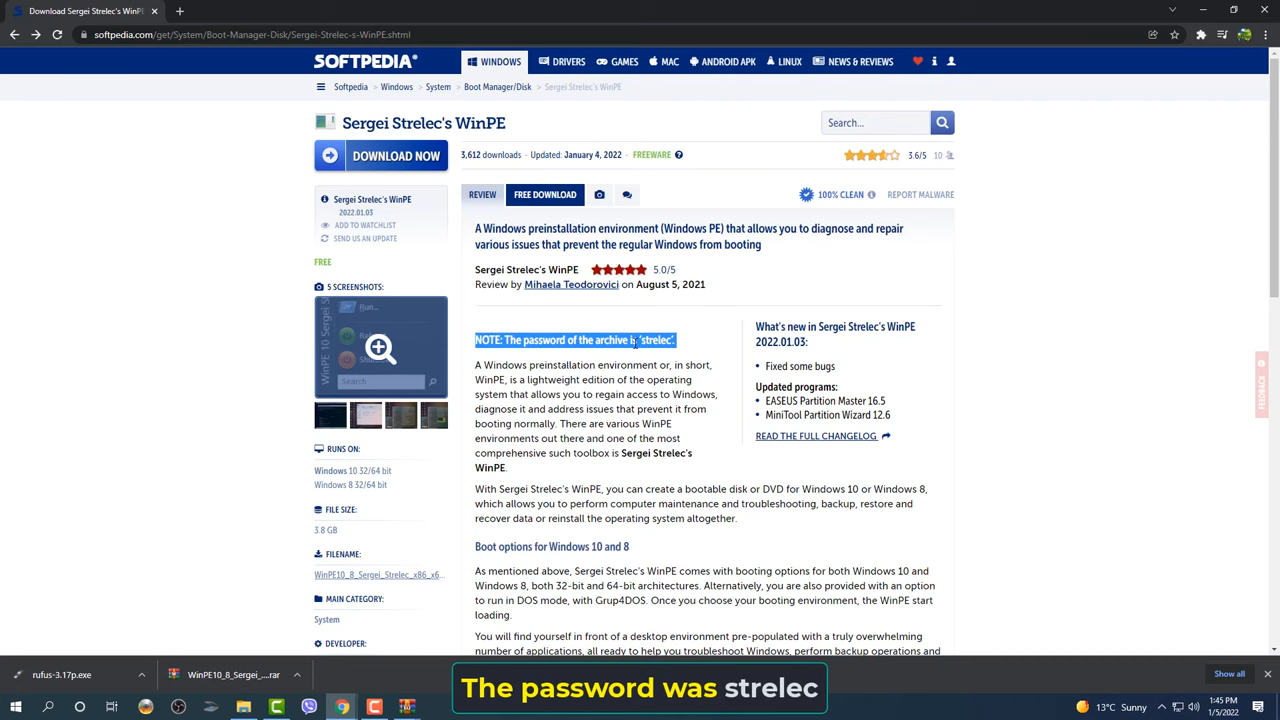 Download Sergei Strelec's WinPE
softpedia.com/get/System/Boot-Manager-Disk/Sergei-Strelec-s-WinPE.shtml
SOFTPEDIA®
WINDOWS
DRIVERS
GAMES
MAC
ANDROID APK
LINUX
NEWS & REVIEWS
Softpedia > Windows > System > Boot Manager/Disk > Sergei Strelec's WinPE
Sergei Strelec's WinPE
Search...
DOWNLOAD NOW
3,612 downloads · Updated: January 4, 2022 · FREEWARE
3.6/5 10
Sergei Strelec's WinPE
2022.01.03
ADD TO WATCHLIST
SEND US AN UPDATE
FREE
5 SCREENSHOTS:
Run...
Search
RUNS ON:
Windows 10 32/64 bit
Windows 8 32/64 bit
FILE SIZE:
3.8 GB
FILENAME:
WinPE10_8_Sergei_Strelec_x86_x6...
MAIN CATEGORY:
System
DEVELOPER:
REVIEW
FREE DOWNLOAD
100% CLEAN
REPORT MALWARE
A Windows preinstallation environment (Windows PE) that allows you to diagnose and repair
various issues that prevent the regular Windows from booting
Sergei Strelec's WinPE 5.0/5
Review by Mihaela Teodorovici on August 5, 2021
NOTE: The password of the archive is 'strelec'.
A Windows preinstallation environment or, in short,
WinPE, is a lightweight edition of the operating
system that allows you to regain access to Windows,
diagnose it and address issues that prevent it from
booting normally. There are various WinPE
environments out there and one of the most
comprehensive such toolbox is Sergei Strelec's
WinPE.
What's new in Sergei Strelec's WinPE
2022.01.03:
• Fixed some bugs
Updated programs:
• EASEUS Partition Master 16.5
• MiniTool Partition Wizard 12.6
READ THE FULL CHANGELOG
With Sergei Strelec's WinPE, you can create a bootable disk or DVD for Windows 10 or Windows 8,
which allows you to perform computer maintenance and troubleshooting, backup, restore and
recover data or reinstall the operating system altogether.
Boot options for Windows 10 and 8
As mentioned above, Sergei Strelec's WinPE comes with booting options for both Windows 10 and
Windows 8, both 32-bit and 64-bit architectures. Alternatively, you are also provided with an option
to run in DOS mode, with Grup4DOS. Once you choose your booting environment, the WinPE start
loading.
You will find yourself in front of a desktop environment pre-populated with a truly overwhelming
number of applications, all ready to help you troubleshoot Windows, perform backup operations and
rufus-3.17p.exe
WinPE10_8_Sergei_....rar
Show all
The password was strelec
13°C Sunny
1:45 PM
1/5/2022